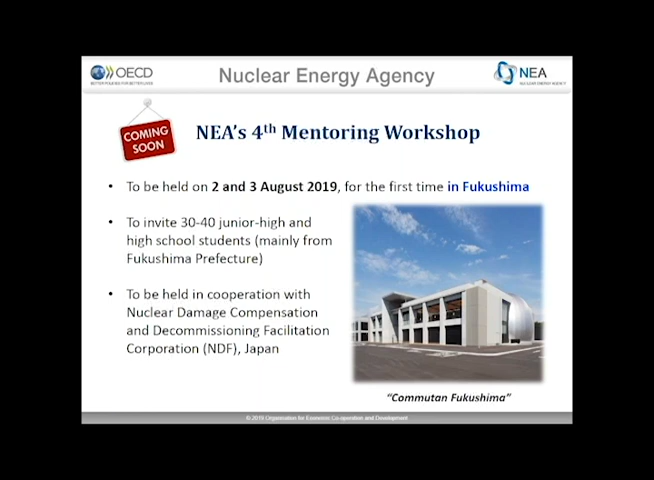 OECD
BETTER POLICIES FOR BETTER LIVES
Nuclear Energy Agency
NEA
NUCLEAR ENERGY AGENCY
COMING
SOON
NEA's 4th Mentoring Workshop
• To be held on 2 and 3 August 2019, for the first time in Fukushima
• To invite 30-40 junior-high and
high school students (mainly from
Fukushima Prefecture)
• To be held in cooperation with
Nuclear Damage Compensation
and Decommissioning Facilitation
Corporation (NDF), Japan
"Commutan Fukushima"
© 2019 Organisation for Economic Co-operation and Development